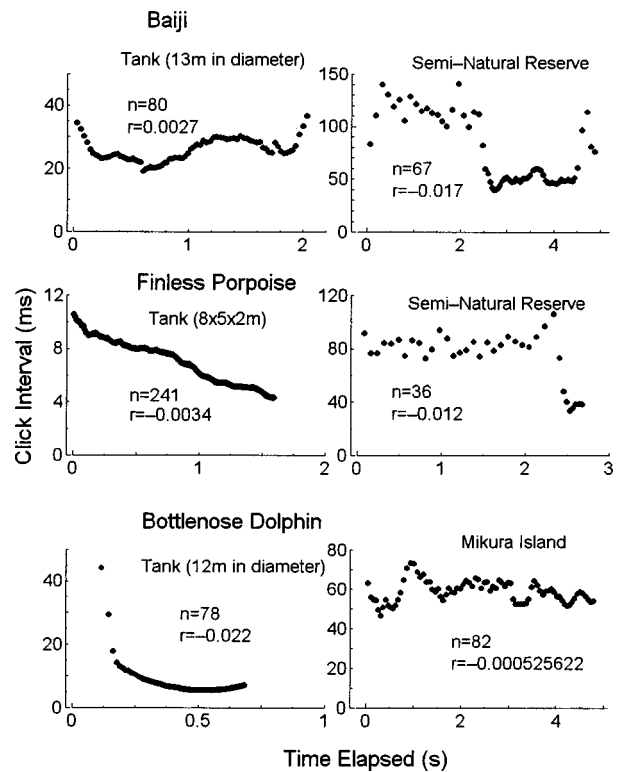 Baiji
Tank (13m in diameter)
n=80
r=0.0027
40
20
0
0 1 2
Semi–Natural Reserve
150
100
50
0
n=67
r=–0.017
0 2 4
Click Interval (ms)
Finless Porpoise
Tank (8x5x2m)
12
8
4
0
n=241
r=–0.0034
0 1 2
Semi–Natural Reserve
120
80
40
0
n=36
r=–0.012
0 1 2 3
Bottlenose Dolphin
Tank (12m in diameter)
40
20
0
n=78
r=–0.022
0 0.5 1
Mikura Island
80
60
40
20
0
n=82
r=–0.000525622
0 2 4
Time Elapsed (s)